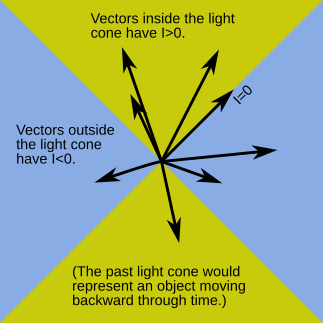 Vectors inside the light
cone have I>0.
I=0
Vectors outside
the light cone
have I<0.
(The past light cone would
represent an object moving
backward through time.)